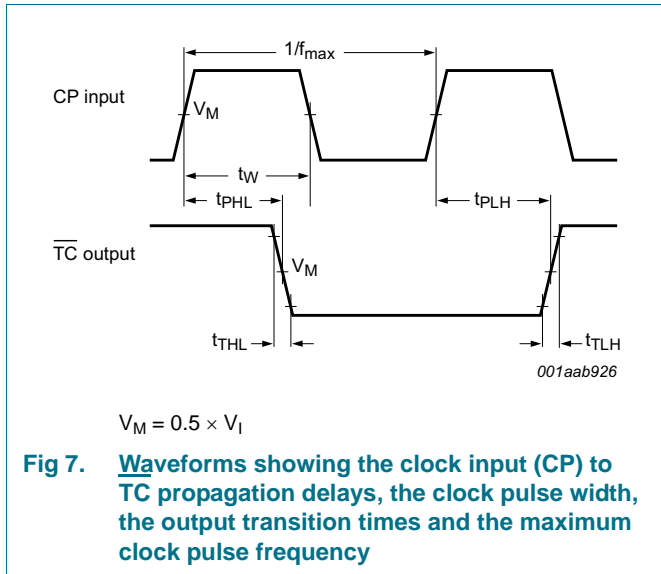 1/fmax
CP input
VM
tW
tPHL
tPLH
TC output
VM
tTHL
tTLH
001aab926
VM = 0.5 × VI
Fig 7. Waveforms showing the clock input (CP) to
TC propagation delays, the clock pulse width,
the output transition times and the maximum
clock pulse frequency